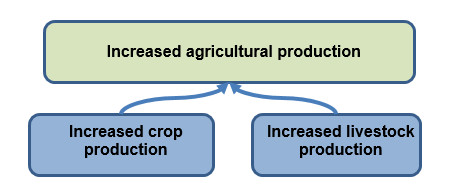 Increased agricultural production
Increased crop
production
Increased livestock
production